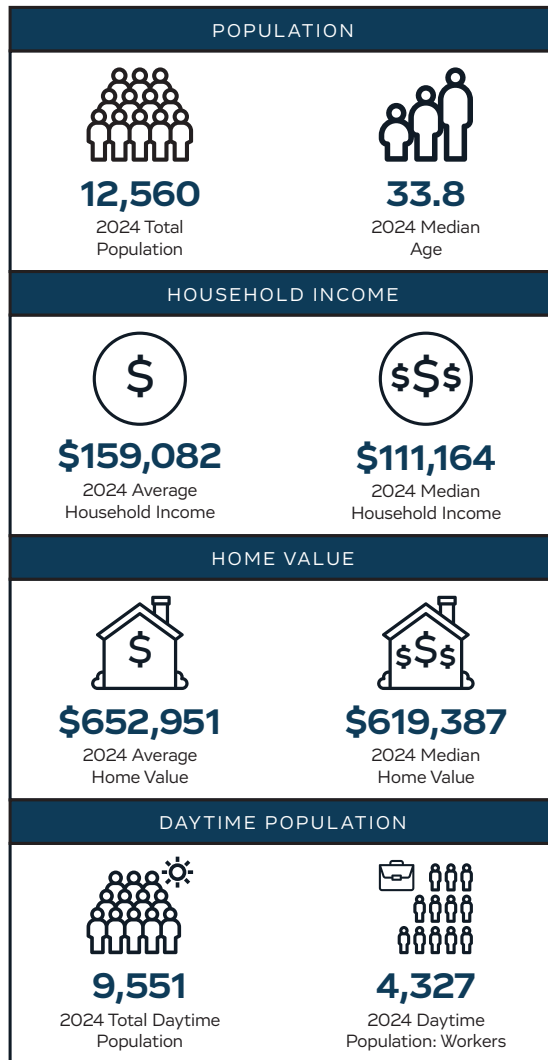 POPULATION
12,560
2024 Total
Population
33.8
2024 Median
Age
HOUSEHOLD INCOME
$
$159,082
2024 Average
Household Income
$$$
$111,164
2024 Median
Household Income
HOME VALUE
$
$652,951
2024 Average
Home Value
$$$
$619,387
2024 Median
Home Value
DAYTIME POPULATION
9,551
2024 Total Daytime
Population
4,327
2024 Daytime
Population: Workers